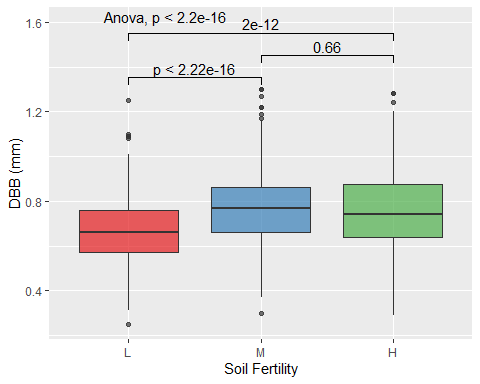 Anova, p < 2.2e-16
2e-12
0.66
p < 2.22e-16
1.6
1.2
0.8
0.4
DBB (mm)
L M H
Soil Fertility